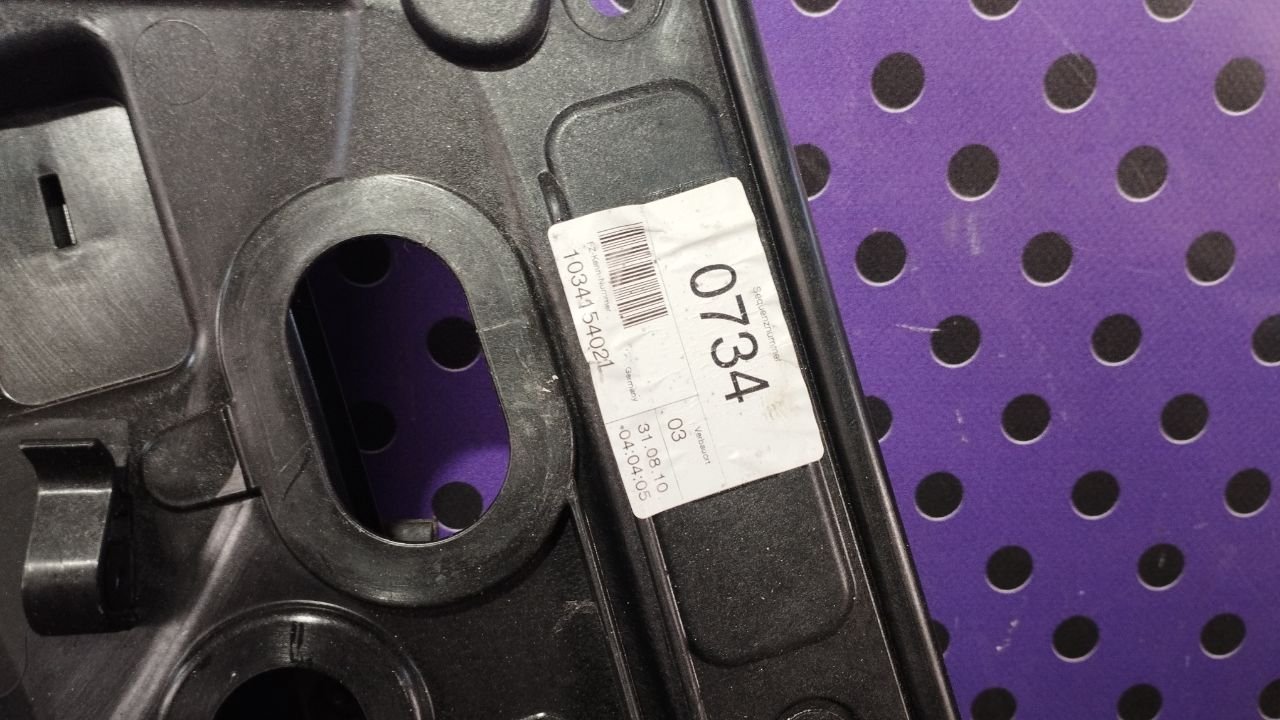 Sequenznummer
0734
Verbauort
03
31.08.10
04:04:05
FZ-Kennnummer
1034154021
Germany